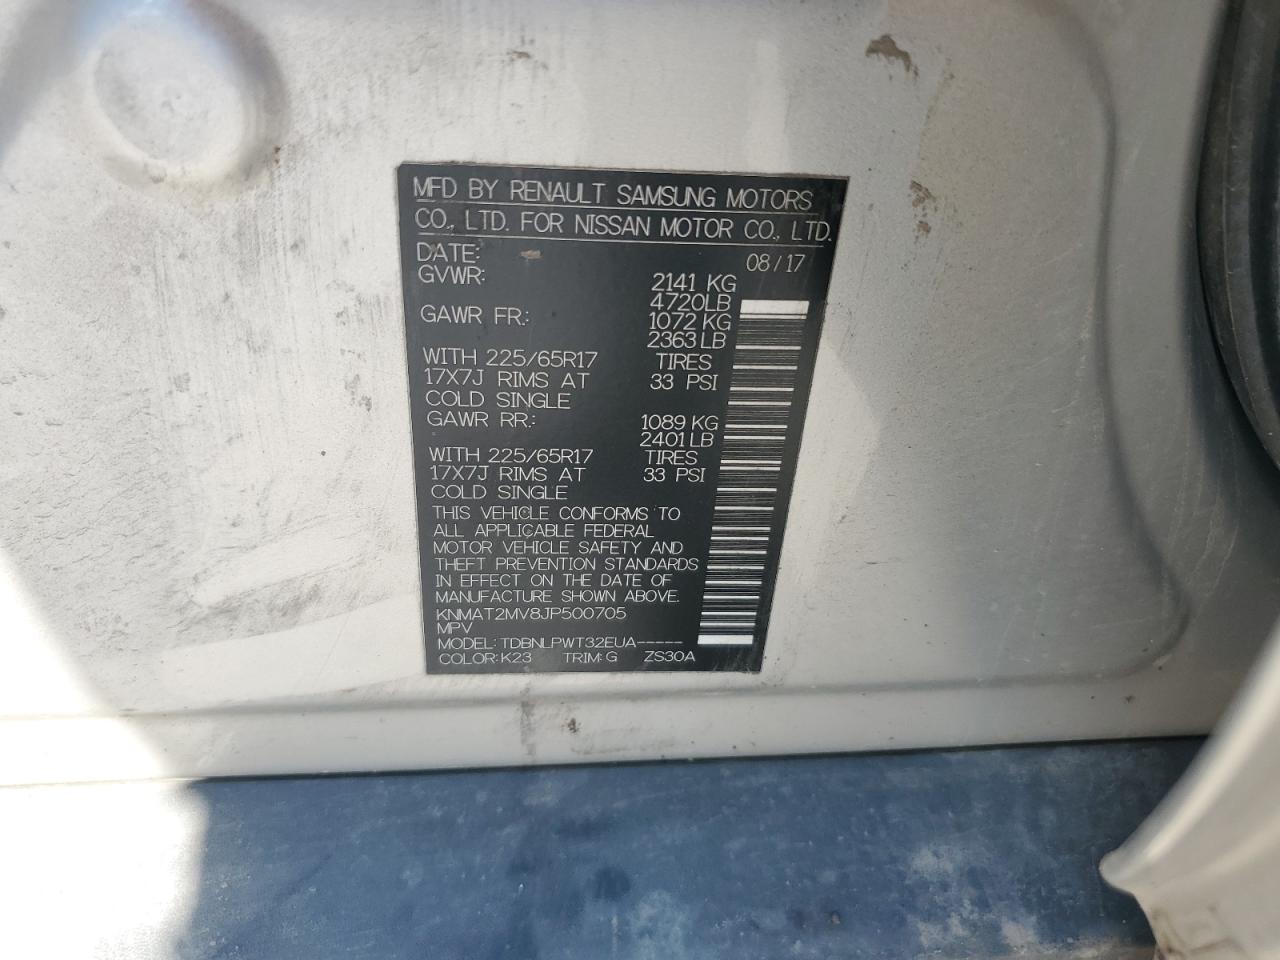 MFD BY RENAULT SAMSUNG MOTORS
CO., LTD. FOR NISSAN MOTOR CO., LTD.
DATE: 08/17
GVWR: 2141 KG
4720LB
GAWR FR.: 1072 KG
2363LB
WITH 225/65R17 TIRES
17X7J RIMS AT 33 PSI
COLD SINGLE
GAWR RR.: 1089 KG
2401LB
WITH 225/65R17 TIRES
17X7J RIMS AT 33 PSI
COLD SINGLE
THIS VEHICLE CONFORMS TO
ALL APPLICABLE FEDERAL
MOTOR VEHICLE SAFETY AND
THEFT PREVENTION STANDARDS
IN EFFECT ON THE DATE OF
MANUFACTURE SHOWN ABOVE.
KNMAT2MV8JP500705
MPV
MODEL: TDBNLPWT32EUA-----
COLOR: K23 TRIM: G ZS30A